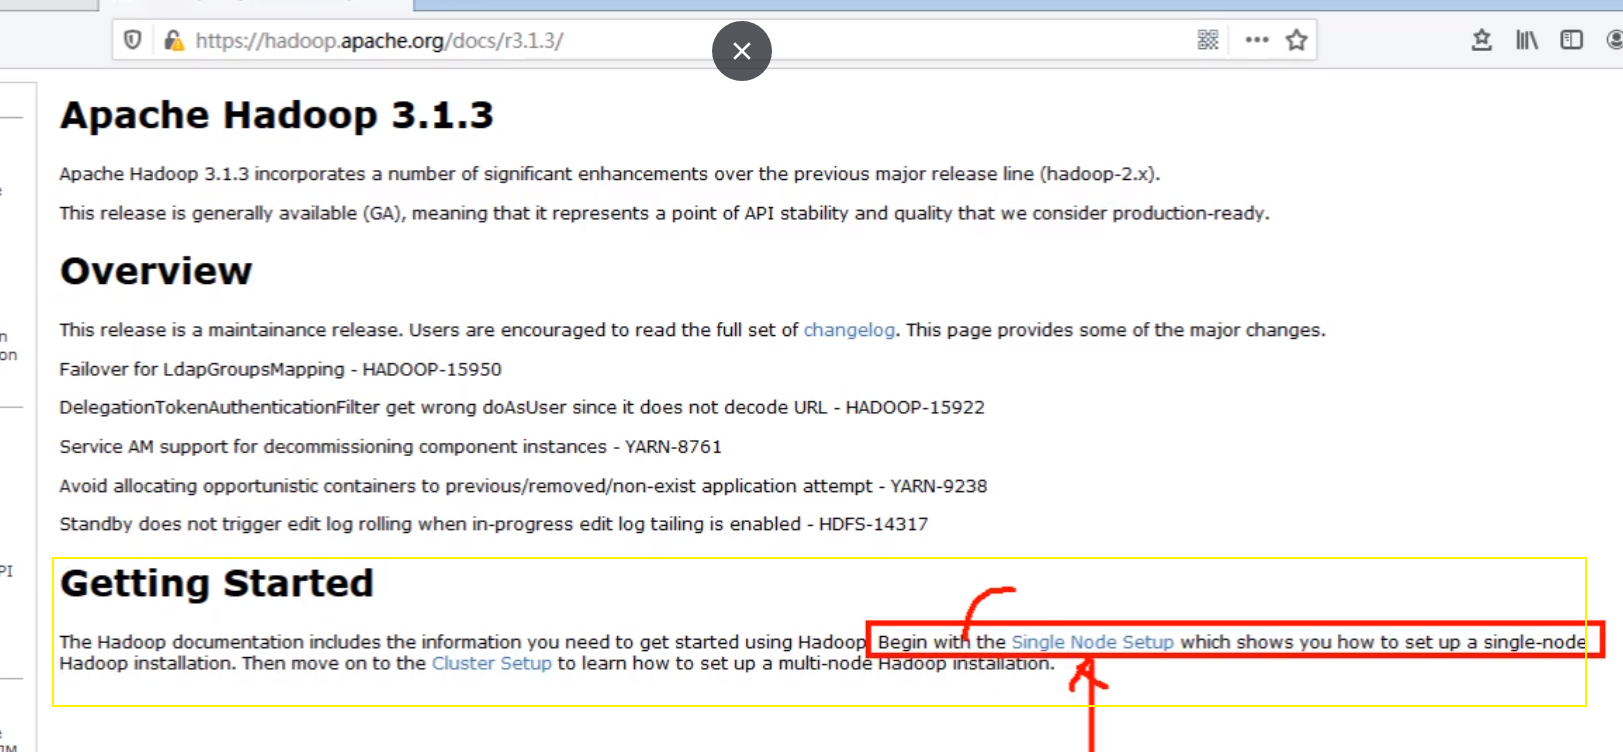 https://hadoop.apache.org/docs/r3.1.3/
Apache Hadoop 3.1.3
Apache Hadoop 3.1.3 incorporates a number of significant enhancements over the previous major release line (hadoop-2.x).
This release is generally available (GA), meaning that it represents a point of API stability and quality that we consider production-ready.
Overview
This release is a maintainance release. Users are encouraged to read the full set of changelog. This page provides some of the major changes.
Failover for LdapGroupsMapping - HADOOP-15950
DelegationTokenAuthenticationFilter get wrong doAsUser since it does not decode URL - HADOOP-15922
Service AM support for decommissioning component instances - YARN-8761
Avoid allocating opportunistic containers to previous/removed/non-exist application attempt - YARN-9238
Standby does not trigger edit log rolling when in-progress edit log tailing is enabled - HDFS-14317
Getting Started
The Hadoop documentation includes the information you need to get started using Hadoop. Begin with the Single Node Setup which shows you how to set up a single-node
Hadoop installation. Then move on to the Cluster Setup to learn how to set up a multi-node Hadoop installation.